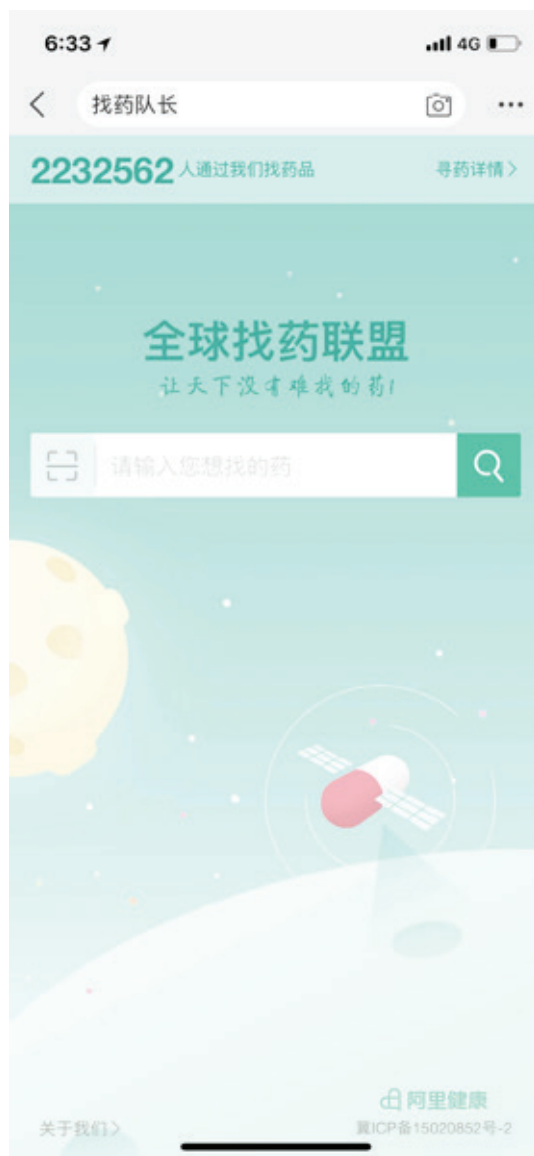 6:33
4G
找药队长
2232562人通过我们找药品
寻药详情>
全球找药联盟
让天下没有难找的药!
请输入您想找的药
阿里健康
关于我们>
冀ICP备15020852号-2